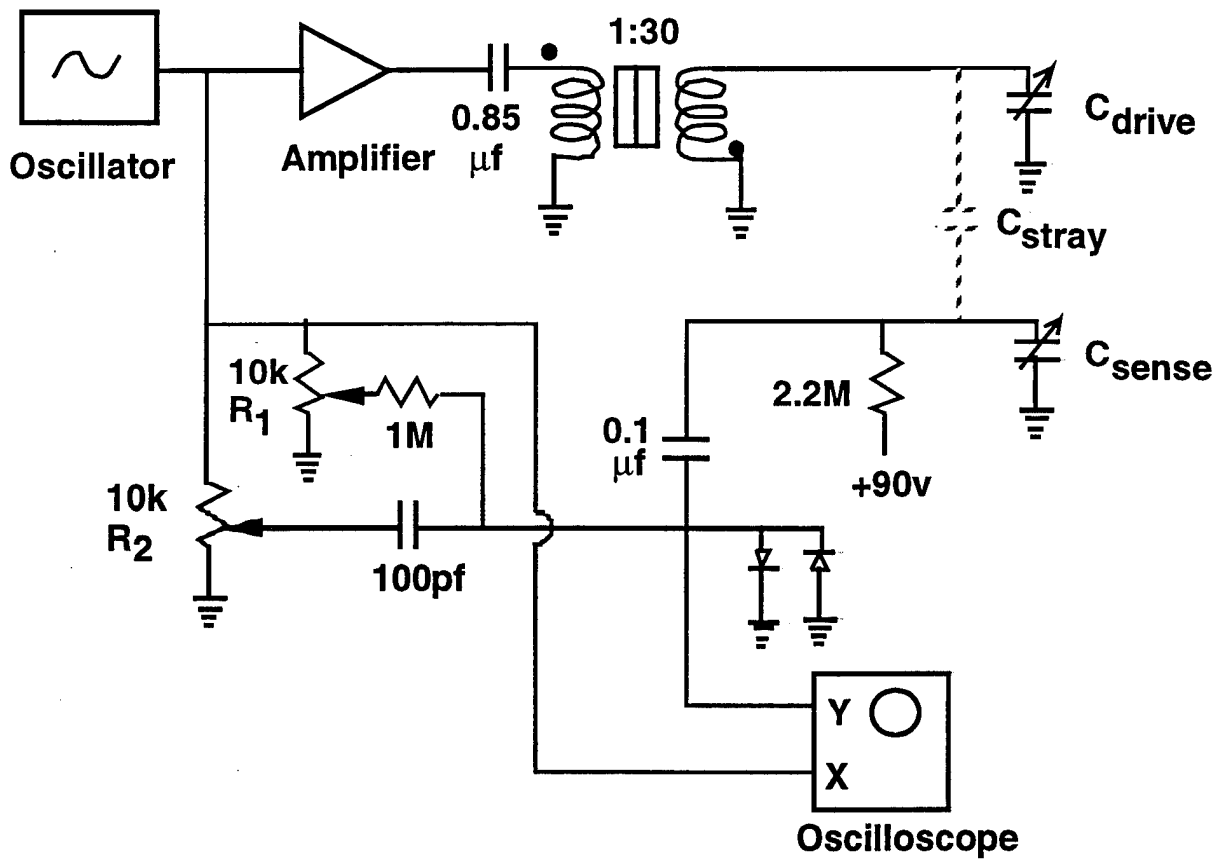 1:30
0.85
μf
Oscillator
Amplifier
Cdrive
Cstray
10k
R1
1M
2.2M
Csense
0.1
μf
+90v
10k
R2
100pf
Y
X
Oscilloscope